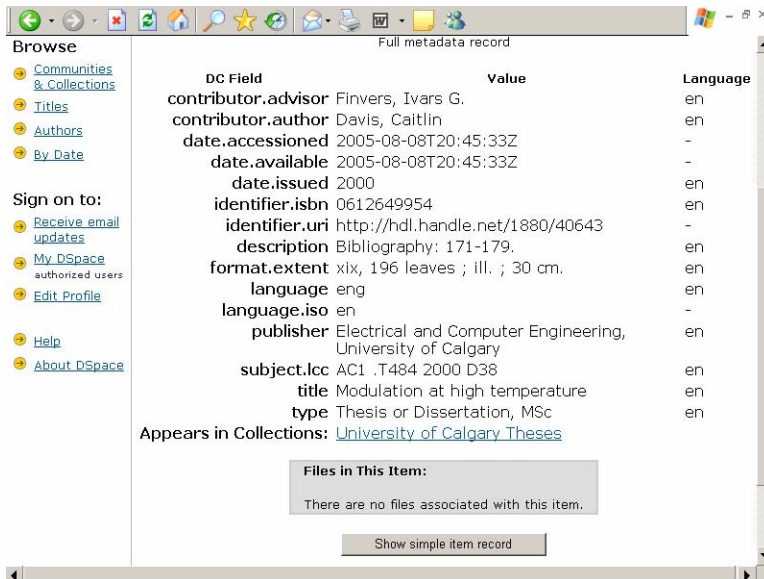 Full metadata record
Browse
Communities
& Collections
Titles
Authors
By Date
Sign on to:
Receive email
updates
My DSpace
authorized users
Edit Profile
Help
About DSpace
DC Field Value Language
contributor.advisor Finvers, Ivars G. en
contributor.author Davis, Caitlin en
date.accessioned 2005-08-08T20:45:33Z -
date.available 2005-08-08T20:45:33Z -
date.issued 2000 en
identifier.isbn 0612649954 en
identifier.uri http://hdl.handle.net/1880/40643 -
description Bibliography: 171-179. en
format.extent xix, 196 leaves ; ill. ; 30 cm. en
language eng en
language.iso en -
publisher Electrical and Computer Engineering, en
University of Calgary
subject.lcc AC1 .T484 2000 D38 en
title Modulation at high temperature en
type Thesis or Dissertation, MSc en
Appears in Collections: University of Calgary Theses
Files in This Item:
There are no files associated with this item.
Show simple item record